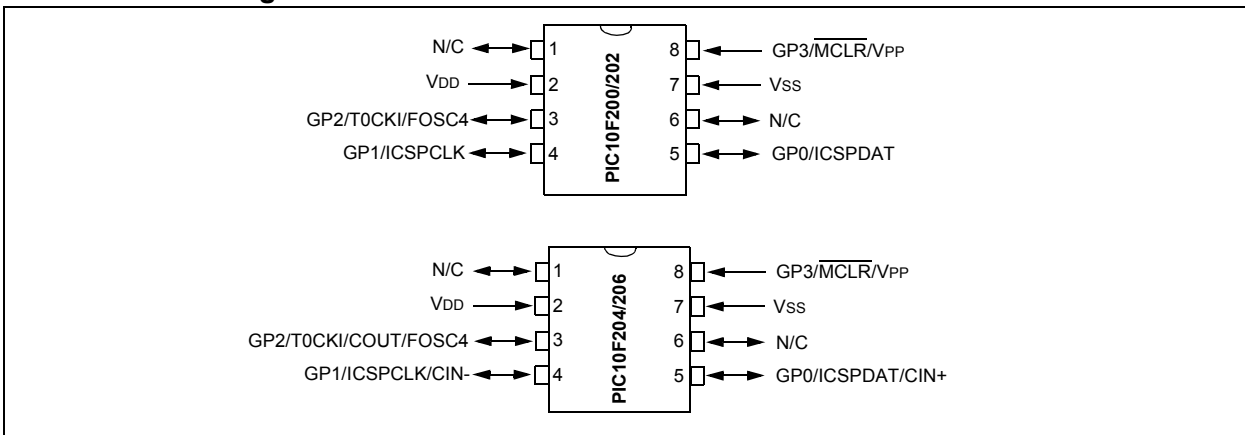 N/C 1 8 GP3/MCLR/VPP
VDD 2 7 VSS
GP2/T0CKI/FOSC4 3 6 N/C
GP1/ICSPCLK 4 5 GP0/ICSPDAT
PIC10F200/202
N/C 1 8 GP3/MCLR/VPP
VDD 2 7 VSS
GP2/T0CKI/COUT/FOSC4 3 6 N/C
GP1/ICSPCLK/CIN- 4 5 GP0/ICSPDAT/CIN+
PIC10F204/206